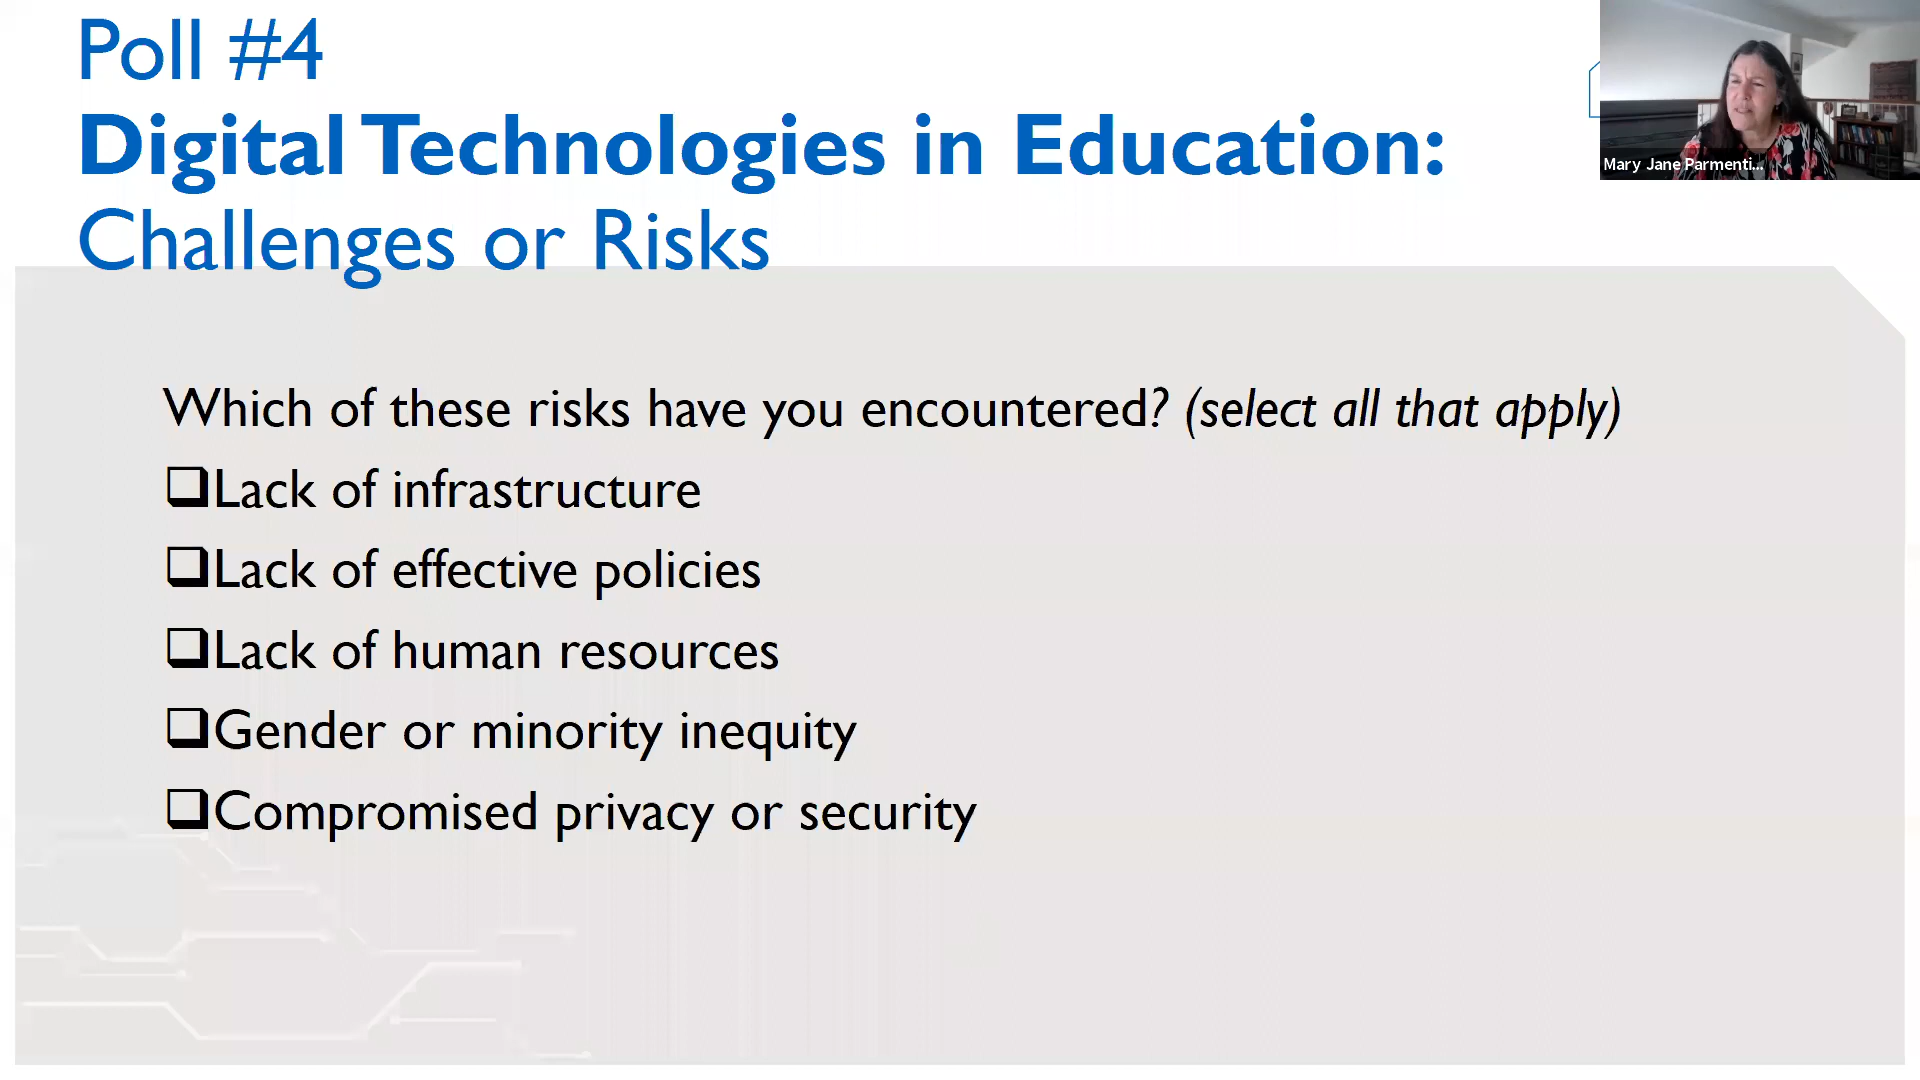 Poll #4
Digital Technologies in Education:
Challenges or Risks
Mary Jane Parmenti...
Which of these risks have you encountered? (select all that apply)
Lack of infrastructure
Lack of effective policies
Lack of human resources
Gender or minority inequity
Compromised privacy or security